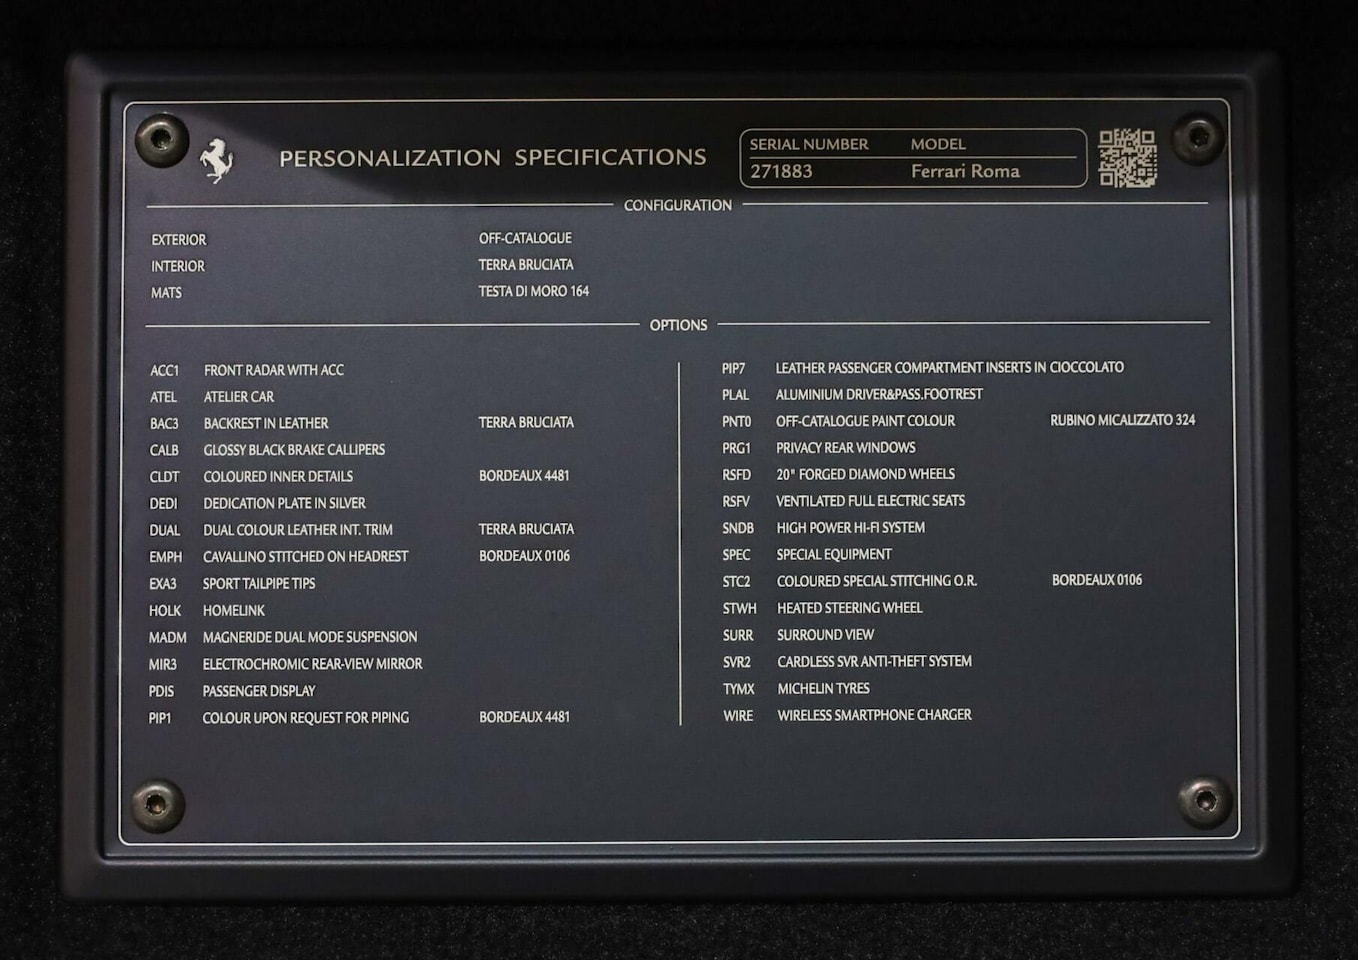 PERSONALIZATION SPECIFICATIONS
SERIAL NUMBER MODEL
271883 Ferrari Roma
CONFIGURATION
EXTERIOR OFF-CATALOGUE
INTERIOR TERRA BRUCIATA
MATS TESTA DI MORO 164
OPTIONS
ACC1 FRONT RADAR WITH ACC
ATEL ATELIER CAR
BAC3 BACKREST IN LEATHER TERRA BRUCIATA
CALB GLOSSY BLACK BRAKE CALLIPERS
CLDT COLOURED INNER DETAILS BORDEAUX 4481
DEDI DEDICATION PLATE IN SILVER
DUAL DUAL COLOUR LEATHER INT. TRIM TERRA BRUCIATA
EMPH CAVALLINO STITCHED ON HEADREST BORDEAUX 0106
EXA3 SPORT TAILPIPE TIPS
HOLK HOMELINK
MADM MAGNERIDE DUAL MODE SUSPENSION
MIR3 ELECTROCHROMIC REAR-VIEW MIRROR
PDIS PASSENGER DISPLAY
PIP1 COLOUR UPON REQUEST FOR PIPING BORDEAUX 4481
PIP7 LEATHER PASSENGER COMPARTMENT INSERTS IN CIOCCOLATO
PLAL ALUMINIUM DRIVER&PASS.FOOTREST
PNT0 OFF-CATALOGUE PAINT COLOUR RUBINO MICALIZZATO 324
PRG1 PRIVACY REAR WINDOWS
RSFD 20" FORGED DIAMOND WHEELS
RSFV VENTILATED FULL ELECTRIC SEATS
SNDB HIGH POWER HI-FI SYSTEM
SPEC SPECIAL EQUIPMENT
STC2 COLOURED SPECIAL STITCHING O.R. BORDEAUX 0106
STWH HEATED STEERING WHEEL
SURR SURROUND VIEW
SVR2 CARDLESS SVR ANTI-THEFT SYSTEM
TYMX MICHELIN TYRES
WIRE WIRELESS SMARTPHONE CHARGER